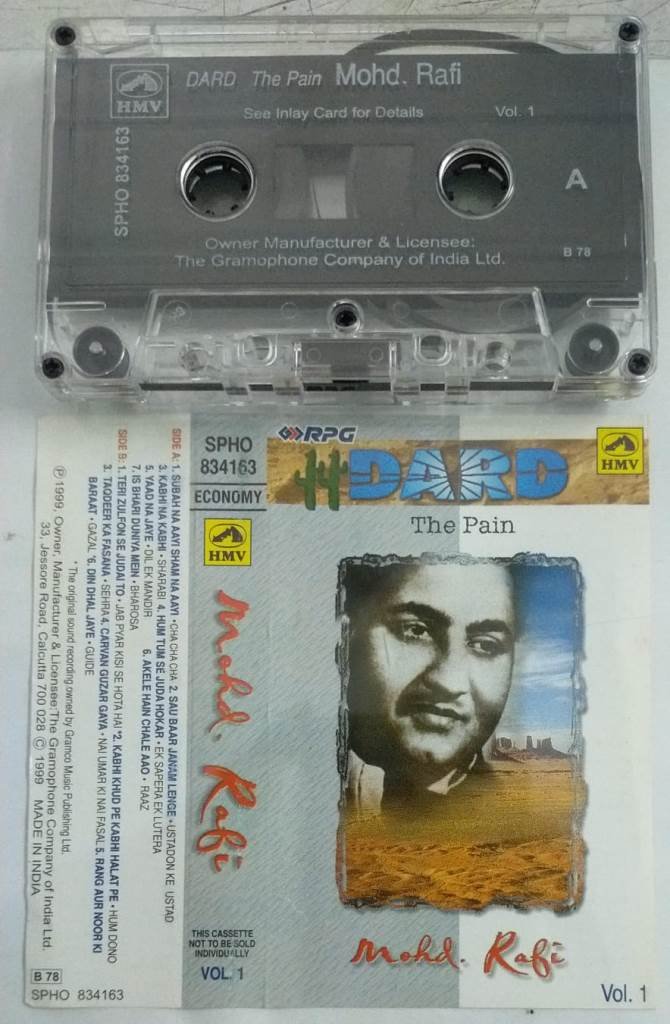 DARD The Pain Mohd. Rafi
HMV
See Inlay Card for Details
Vol. 1
SPHO 834163
A
Owner Manufacturer & Licensee:
The Gramophone Company of India Ltd.
B 78
SIDE A: 1. SUBAH NA AAYI SHAM NA AAYI • CHA CHA CHA 2. SAU BAAR JANAM LENGE • USTADON KE USTAD
3. KABHI NA KABHI • SHARABI 4. HUM TUM SE JUDA HOKAR • EK SAPERA EK LUTERA
5. YAAD NA JAYE • DIL EK MANDIR 6. AKELE HAIN CHALE AAO • RAAZ
7. IS BHARI DUNIYA MEIN • BHAROSA
SIDE B: 1. TERI ZULFON SE JUDAI TO • JAB PYAR KISI SE HOTA HAI *2. KABHI KHUD PE KABHI HALAT PE • HUM DONO
3. TAQDEER KA FASANA • SEHRA 4. CARVAN GUZAR GAYA • NAI UMAR KI NAI FASAL 5. RANG AUR NOOR KI
BARAAT • GAZAL *6. DIN DHAL JAYE • GUIDE
* The original sound recording owned by Gramco Music Publishing Ltd.
℗ 1999, Owner, Manufacturer & Licensee: The Gramophone Company of India Ltd.
33, Jessore Road, Calcutta 700 028 © 1999 MADE IN INDIA
B 78
SPHO 834163
SPHO
834163
ECONOMY
HMV
Mohd. Rafi
THIS CASSETTE
NOT TO BE SOLD
INDIVIDUALLY
VOL. 1
RPG
DARD
HMV
The Pain
Mohd. Rafi
Vol. 1